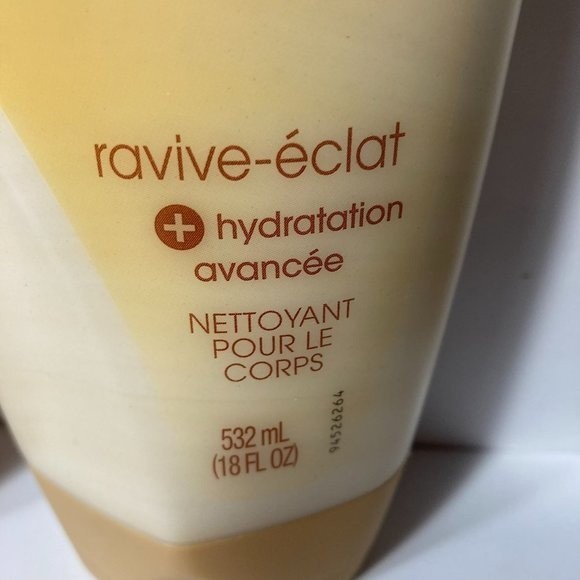 ravive-éclat
+ hydratation
avancée
NETTOYANT
POUR LE
CORPS
532 mL
(18 FL OZ)
94526264